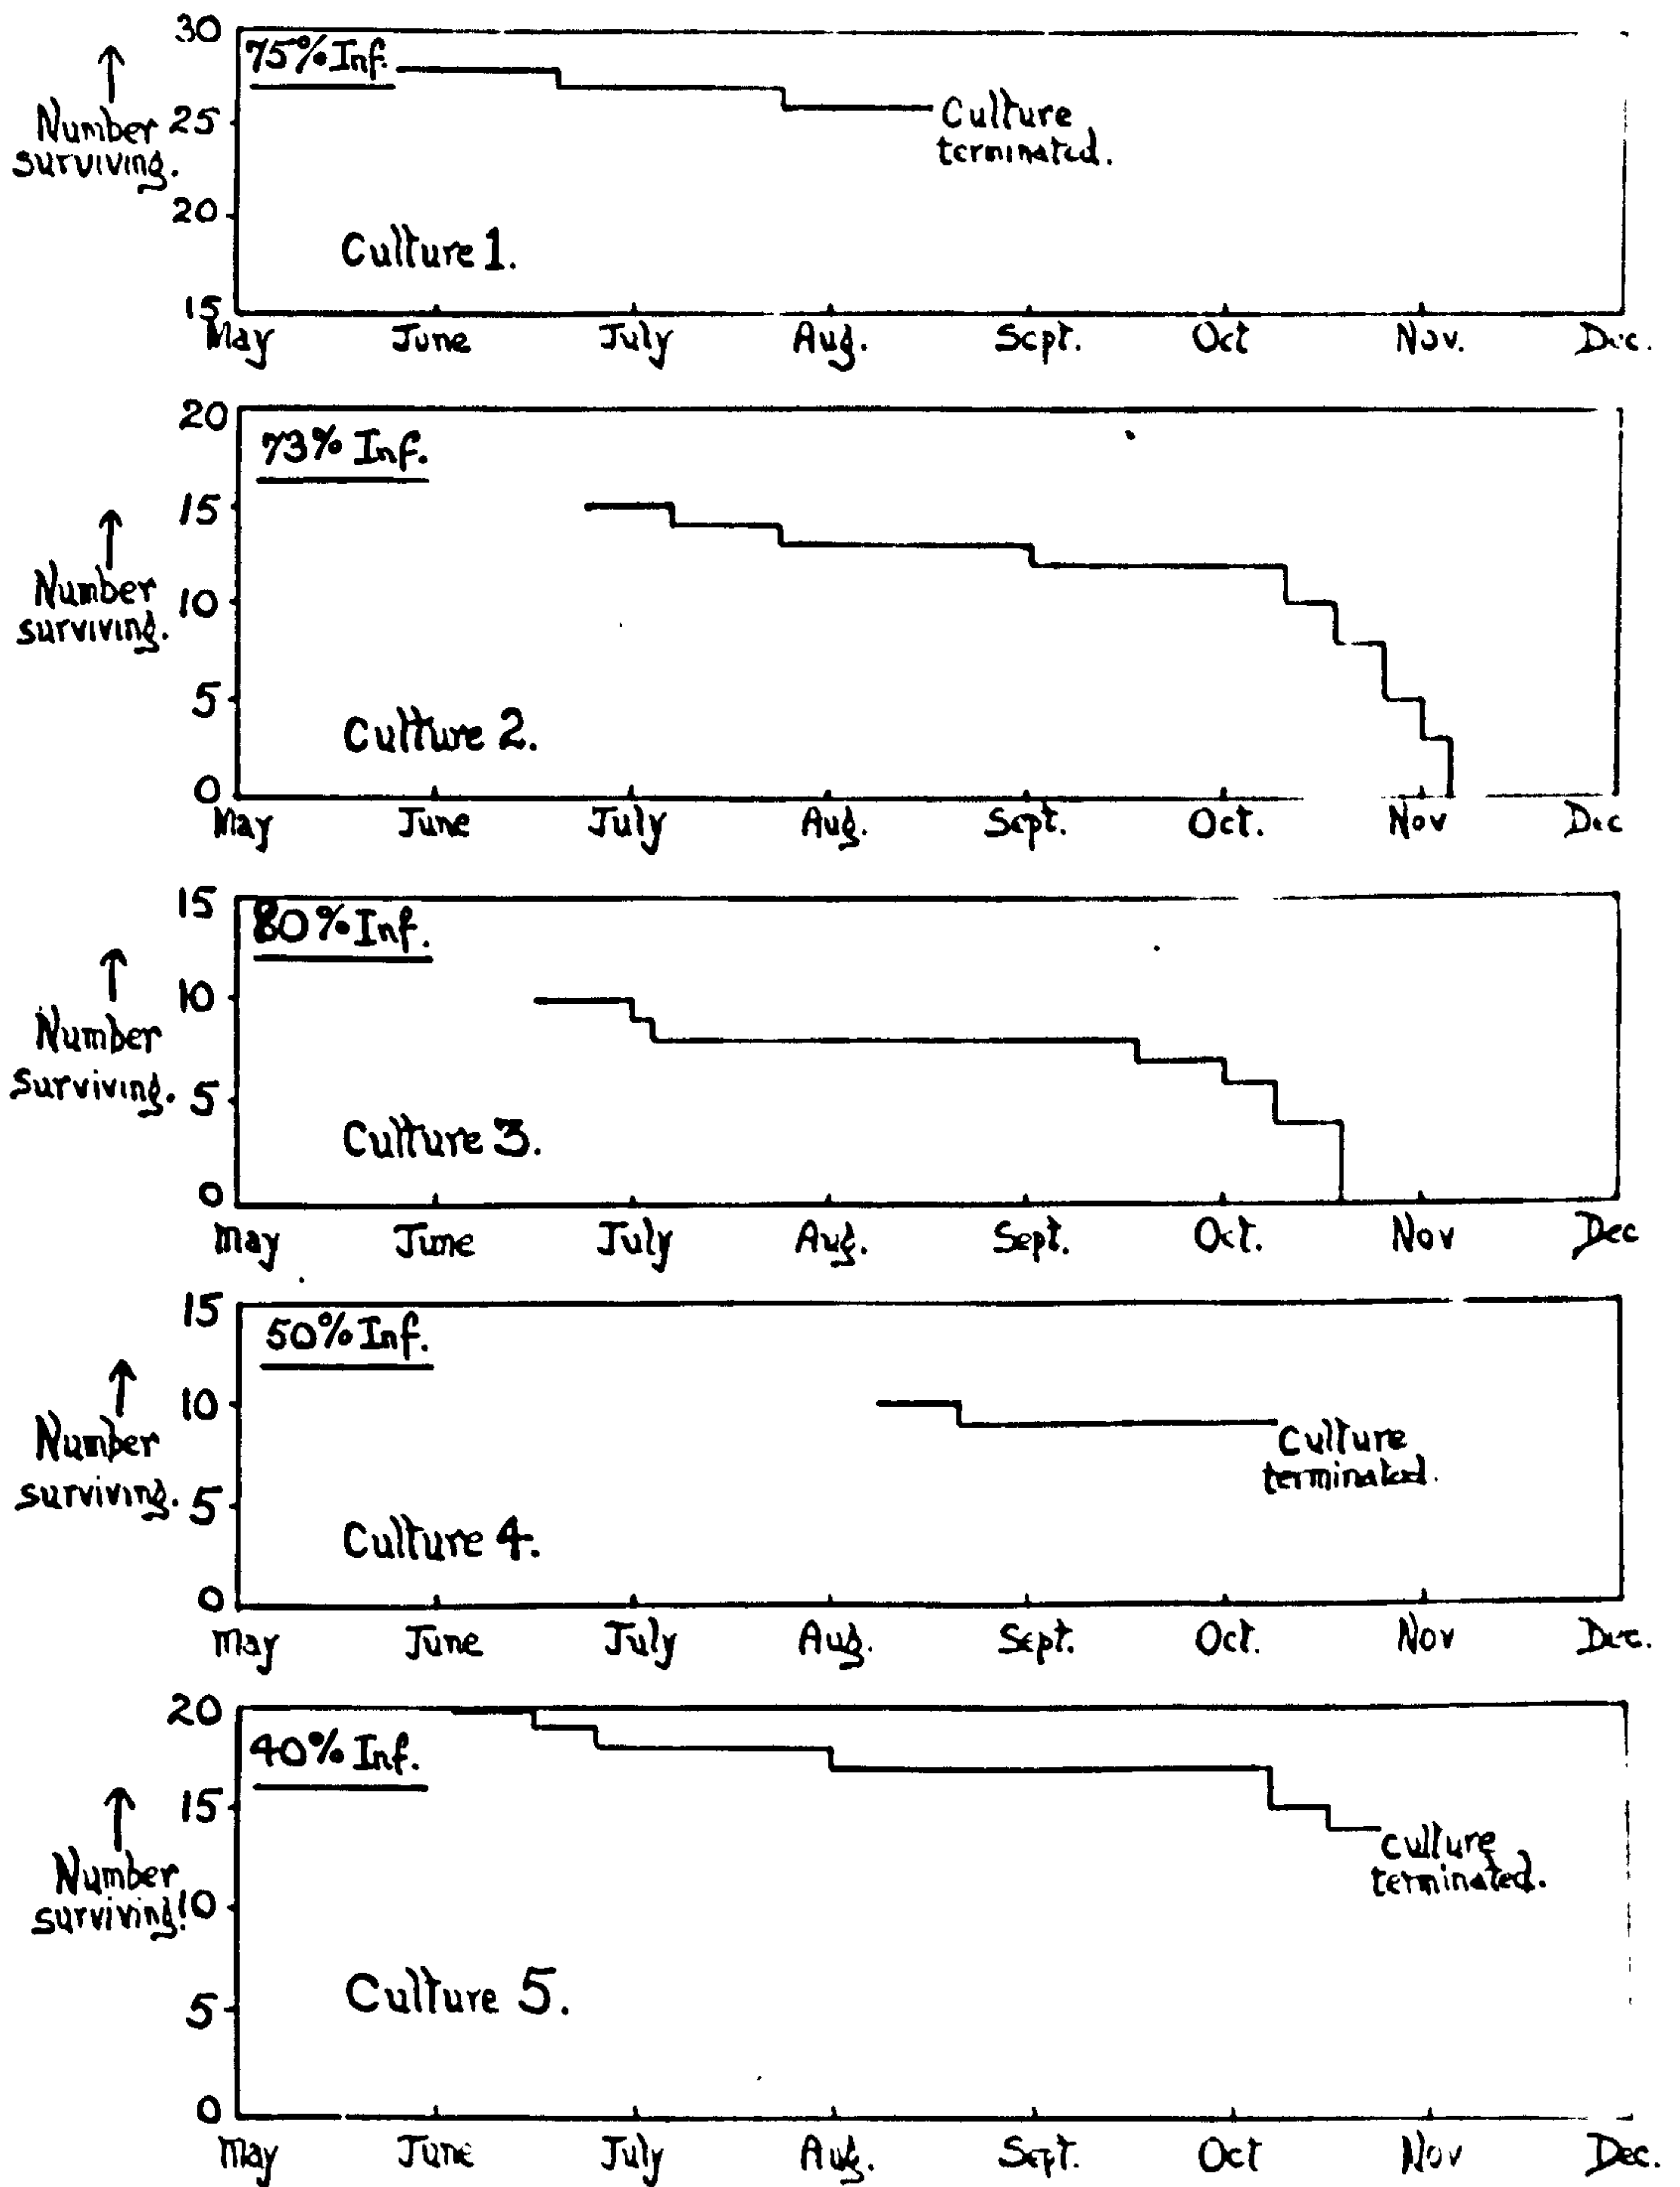 30
75% Inf.
Number
surviving.
25
20
15
Culture
terminated.
Culture 1.
May June July Aug. Sept. Oct Nov. Dec.
20
73% Inf.
15
Number
surviving.
10
5
0
Culture 2.
May June July Aug. Sept. Oct. Nov Dec
15
80% Inf.
10
Number
surviving.
5
0
Culture 3.
May June July Aug. Sept. Oct. Nov Dec
15
50% Inf.
10
Number
surviving.
5
0
Culture
terminated.
Culture 4.
May June July Aug. Sept. Oct. Nov Dec.
20
40% Inf.
15
Number
surviving.
10
5
0
culture
terminated.
Culture 5.
May June July Aug. Sept. Oct Nov Dec.